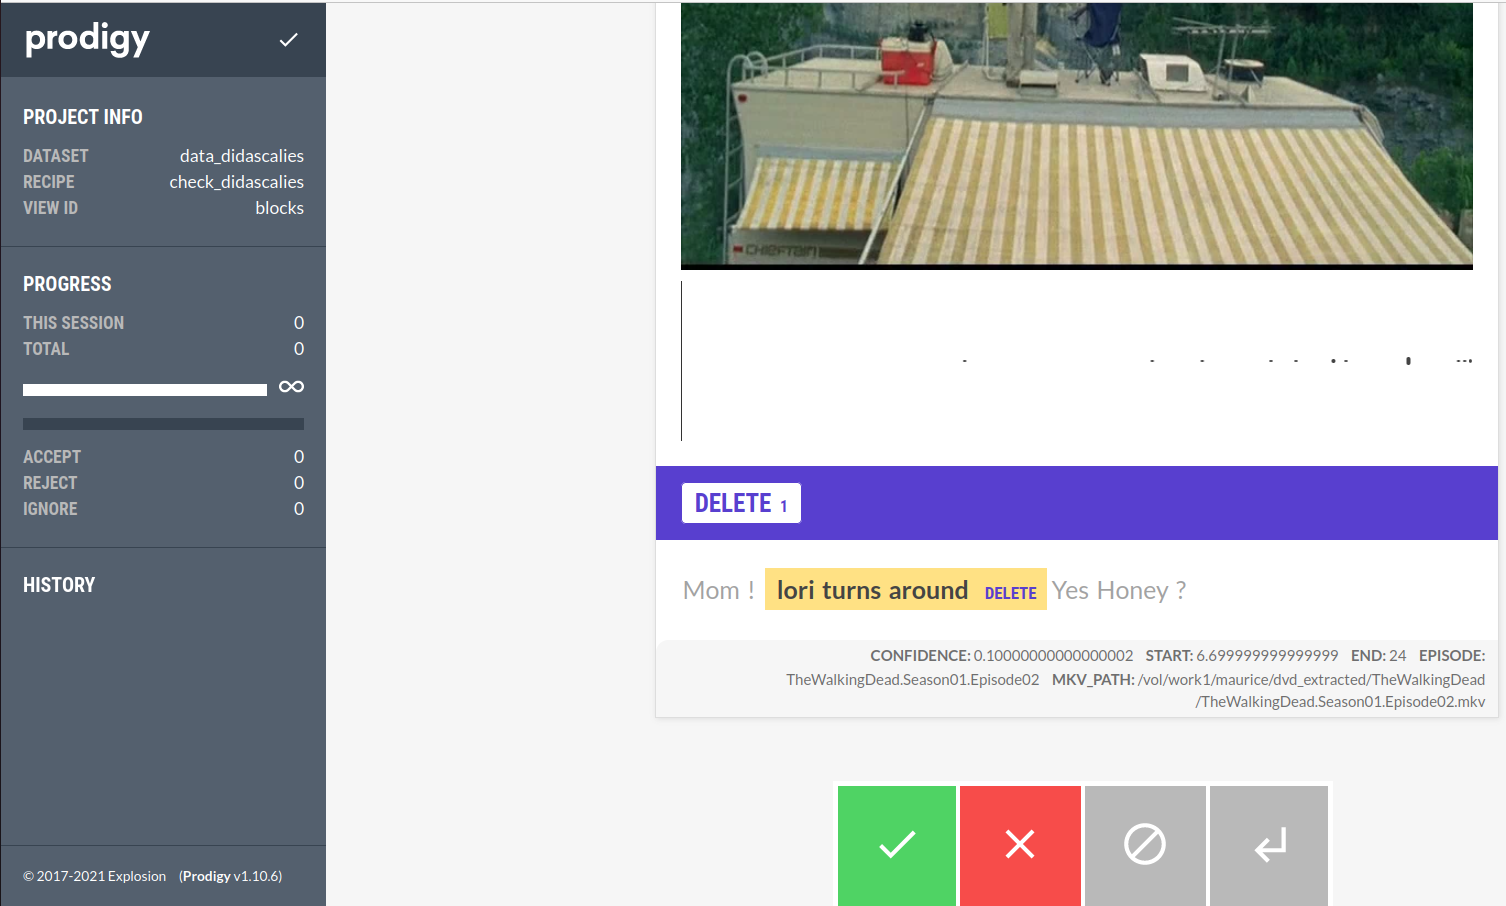 prodigy
PROJECT INFO
DATASET data_didascalies
RECIPE check_didascalies
VIEW ID blocks
PROGRESS
THIS SESSION 0
TOTAL 0
∞
ACCEPT 0
REJECT 0
IGNORE 0
HISTORY
© 2017-2021 Explosion (Prodigy v1.10.6)
CHIEFTAIN
DELETE 1
Mom ! lori turns around DELETE Yes Honey ?
CONFIDENCE: 0.10000000000000002 START: 6.699999999999999 END: 24 EPISODE:
TheWalkingDead.Season01.Episode02 MKV_PATH: /vol/work1/maurice/dvd_extracted/TheWalkingDead
/TheWalkingDead.Season01.Episode02.mkv